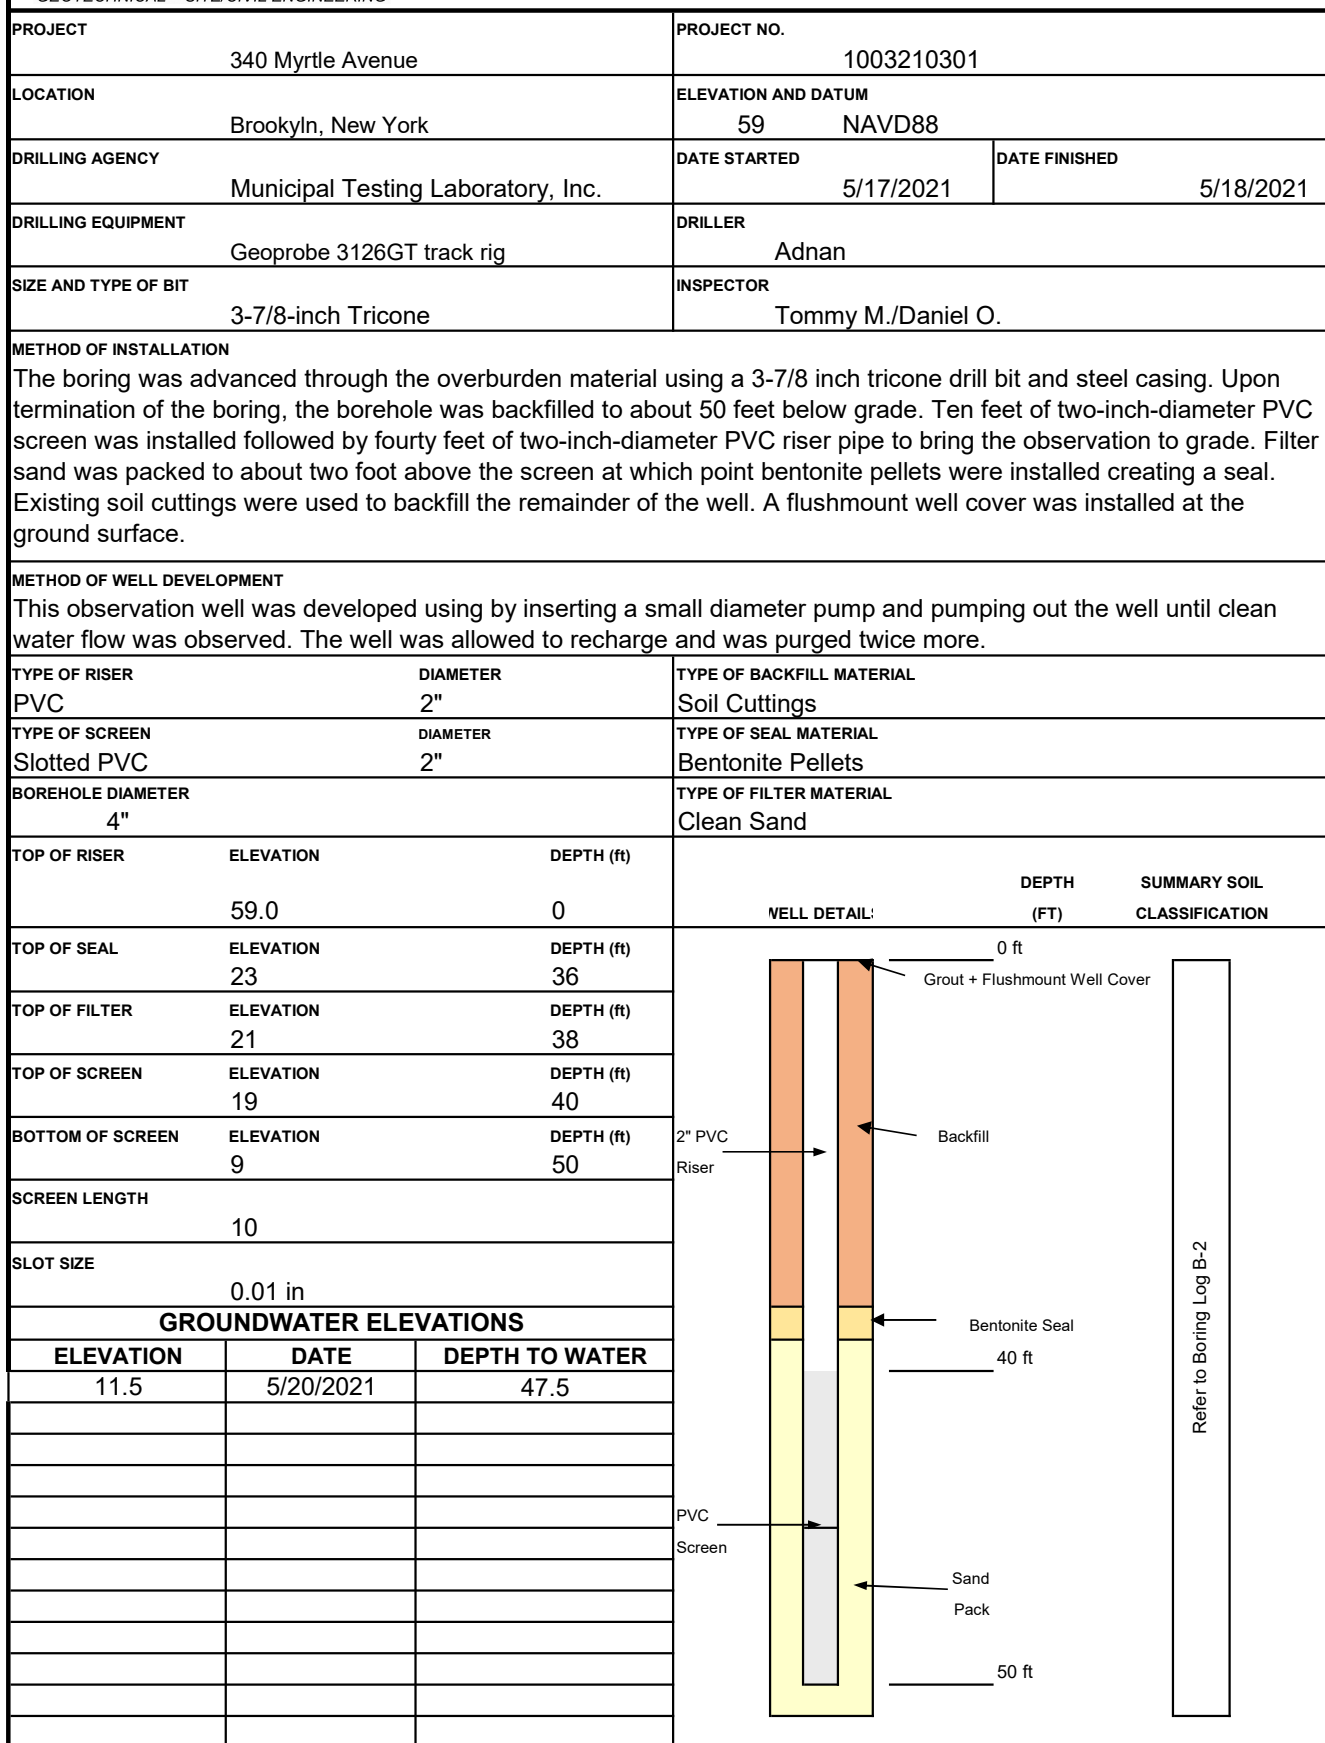 PROJECT
340 Myrtle Avenue
PROJECT NO.
1003210301
LOCATION
Brookyln, New York
ELEVATION AND DATUM
59 NAVD88
DRILLING AGENCY
Municipal Testing Laboratory, Inc.
DATE STARTED
5/17/2021
DATE FINISHED
5/18/2021
DRILLING EQUIPMENT
Geoprobe 3126GT track rig
DRILLER
Adnan
SIZE AND TYPE OF BIT
3-7/8-inch Tricone
INSPECTOR
Tommy M./Daniel O.
METHOD OF INSTALLATION
The boring was advanced through the overburden material using a 3-7/8 inch tricone drill bit and steel casing. Upon
termination of the boring, the borehole was backfilled to about 50 feet below grade. Ten feet of two-inch-diameter PVC
screen was installed followed by fourty feet of two-inch-diameter PVC riser pipe to bring the observation to grade. Filter
sand was packed to about two foot above the screen at which point bentonite pellets were installed creating a seal.
Existing soil cuttings were used to backfill the remainder of the well. A flushmount well cover was installed at the
ground surface.
METHOD OF WELL DEVELOPMENT
This observation well was developed using by inserting a small diameter pump and pumping out the well until clean
water flow was observed. The well was allowed to recharge and was purged twice more.
TYPE OF RISER DIAMETER
PVC 2"
TYPE OF BACKFILL MATERIAL
Soil Cuttings
TYPE OF SCREEN DIAMETER
Slotted PVC 2"
TYPE OF SEAL MATERIAL
Bentonite Pellets
BOREHOLE DIAMETER
4"
TYPE OF FILTER MATERIAL
Clean Sand
TOP OF RISER ELEVATION DEPTH (ft)
59.0 0
TOP OF SEAL ELEVATION DEPTH (ft)
23 36
TOP OF FILTER ELEVATION DEPTH (ft)
21 38
TOP OF SCREEN ELEVATION DEPTH (ft)
19 40
BOTTOM OF SCREEN ELEVATION DEPTH (ft)
9 50
SCREEN LENGTH
10
SLOT SIZE
0.01 in
GROUNDWATER ELEVATIONS
ELEVATION DATE DEPTH TO WATER
11.5 5/20/2021 47.5
DEPTH SUMMARY SOIL
WELL DETAILS (FT) CLASSIFICATION
0 ft
Grout + Flushmount Well Cover
2" PVC
Riser
Backfill
Bentonite Seal
40 ft
PVC
Screen
Sand
Pack
50 ft
Refer to Boring Log B-2